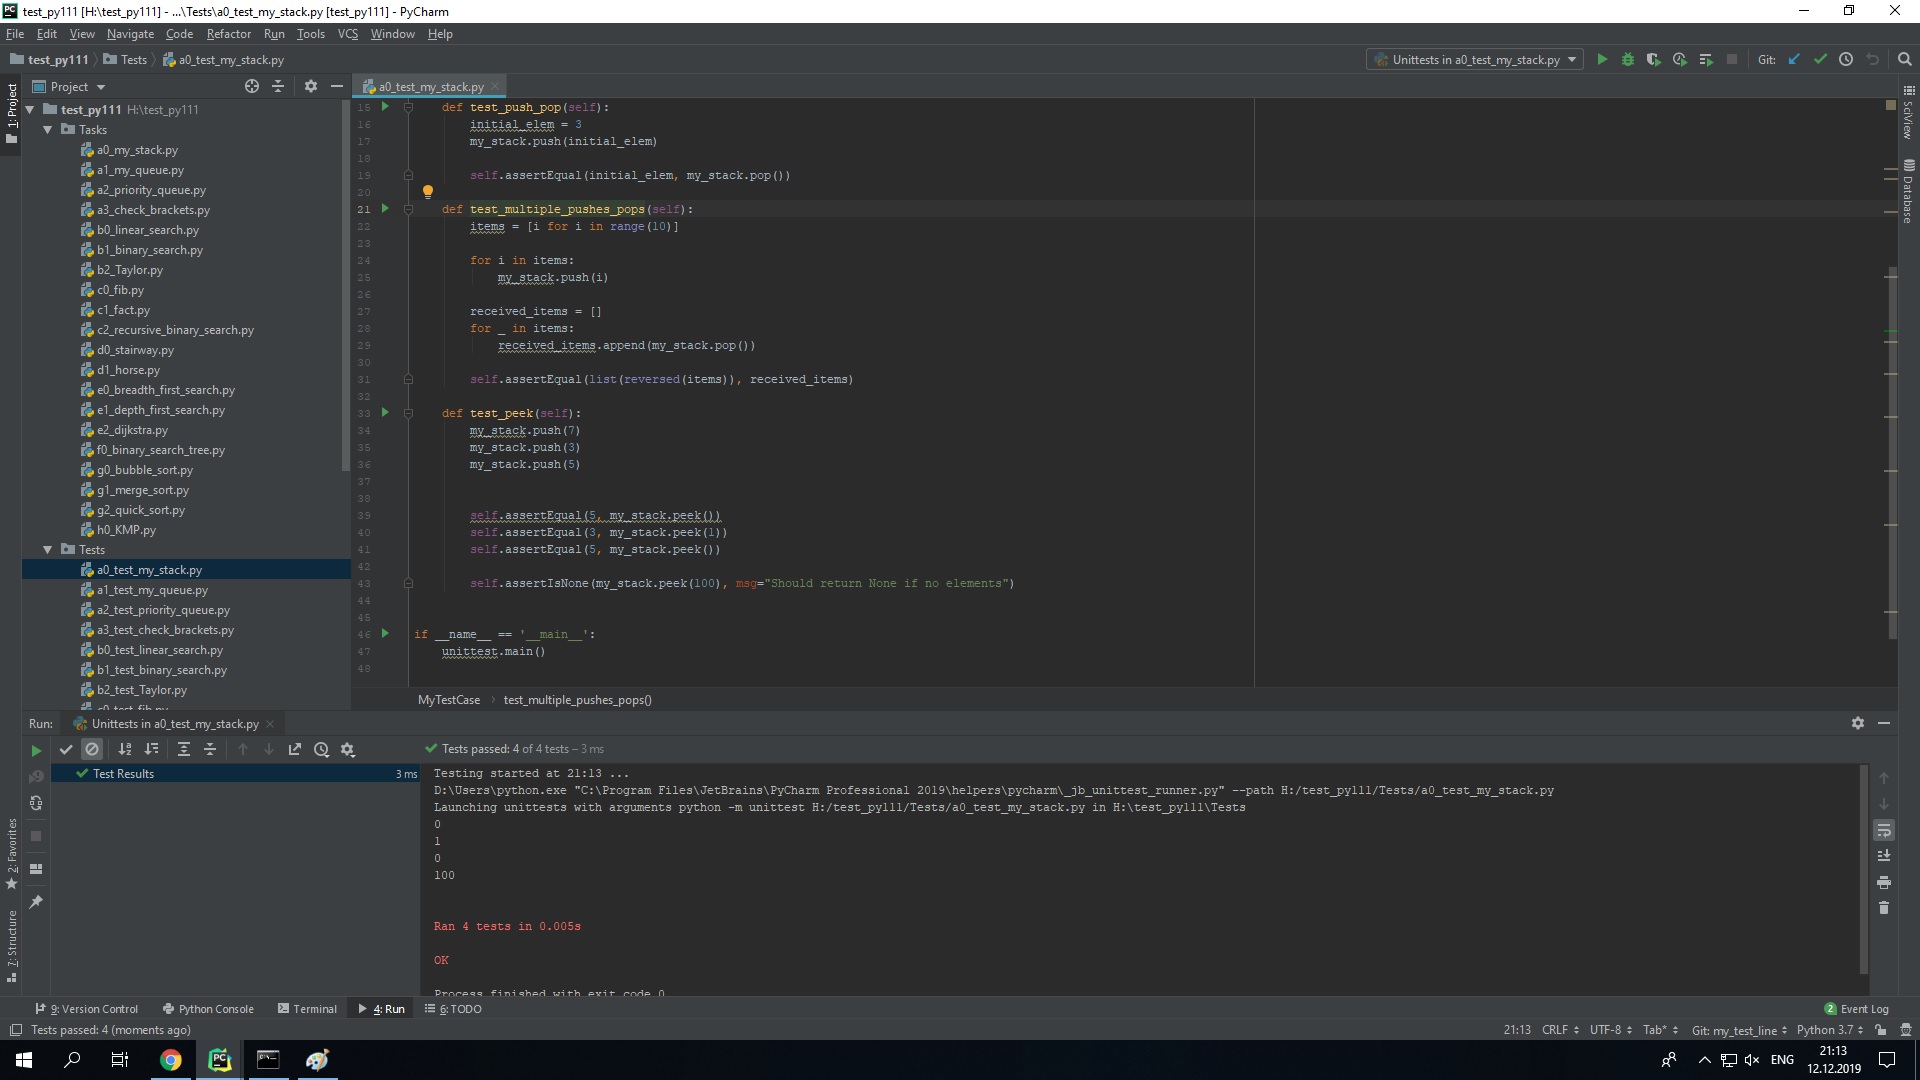 test_py111 [H:\test_py111] - ...\Tests\a0_test_my_stack.py [test_py111] - PyCharm
File Edit View Navigate Code Refactor Run Tools VCS Window Help
test_py111 Tests a0_test_my_stack.py
Unittests in a0_test_my_stack.py Git:
1: Project
Project
test_py111 H:\test_py111
Tasks
a0_my_stack.py
a1_my_queue.py
a2_priority_queue.py
a3_check_brackets.py
b0_linear_search.py
b1_binary_search.py
b2_Taylor.py
c0_fib.py
c1_fact.py
c2_recursive_binary_search.py
d0_stairway.py
d1_horse.py
e0_breadth_first_search.py
e1_depth_first_search.py
e2_dijkstra.py
f0_binary_search_tree.py
g0_bubble_sort.py
g1_merge_sort.py
g2_quick_sort.py
h0_KMP.py
Tests
a0_test_my_stack.py
a1_test_my_queue.py
a2_test_priority_queue.py
a3_test_check_brackets.py
b0_test_linear_search.py
b1_test_binary_search.py
b2_test_Taylor.py
c0_test_fib.py
a0_test_my_stack.py
15 def test_push_pop(self):
16 initial_elem = 3
17 my_stack.push(initial_elem)
18
19 self.assertEqual(initial_elem, my_stack.pop())
20
21 def test_multiple_pushes_pops(self):
22 items = [i for i in range(10)]
23
24 for i in items:
25 my_stack.push(i)
26
27 received_items = []
28 for _ in items:
29 received_items.append(my_stack.pop())
30
31 self.assertEqual(list(reversed(items)), received_items)
32
33 def test_peek(self):
34 my_stack.push(7)
35 my_stack.push(3)
36 my_stack.push(5)
37
38
39 self.assertEqual(5, my_stack.peek())
40 self.assertEqual(3, my_stack.peek(1))
41 self.assertEqual(5, my_stack.peek())
42
43 self.assertIsNone(my_stack.peek(100), msg="Should return None if no elements")
44
45
46 if __name__ == '__main__':
47 unittest.main()
48
MyTestCase test_multiple_pushes_pops()
SciView
Database
Run: Unittests in a0_test_my_stack.py
Tests passed: 4 of 4 tests – 3 ms
Test Results 3 ms
Testing started at 21:13 ...
D:\Users\python.exe "C:\Program Files\JetBrains\PyCharm Professional 2019\helpers\pycharm\_jb_unittest_runner.py" --path H:/test_py111/Tests/a0_test_my_stack.py
Launching unittests with arguments python -m unittest H:/test_py111/Tests/a0_test_my_stack.py in H:\test_py111\Tests
0
1
0
100
Ran 4 tests in 0.005s
OK
Process finished with exit code 0
2: Favorites
7: Structure
9: Version Control Python Console Terminal 4: Run 6: TODO 2 Event Log
Tests passed: 4 (moments ago) 21:13 CRLF UTF-8 Tab* Git: my_test_line Python 3.7
ENG
21:13
12.12.2019